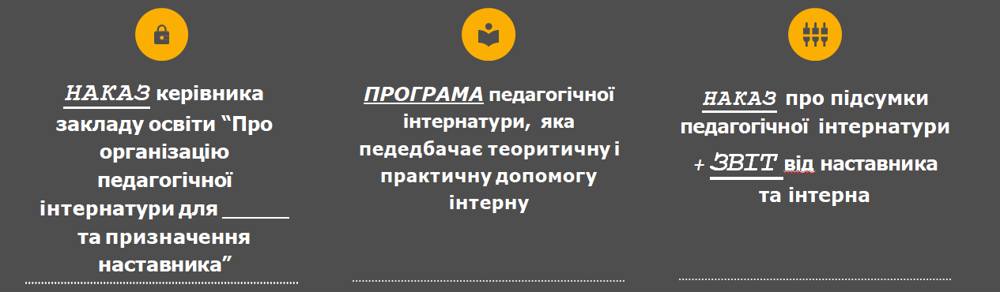 НАКАЗ керівника
закладу освіти “Про
організацію
педагогічної
інтернатури для ______
та призначення
наставника”
ПРОГРАМА педагогічної
інтернатури, яка
передбачає теоритичну і
практичну допомогу
інтерну
НАКАЗ про підсумки
педагогічної інтернатури
+ ЗВІТ від наставника
та інтерна